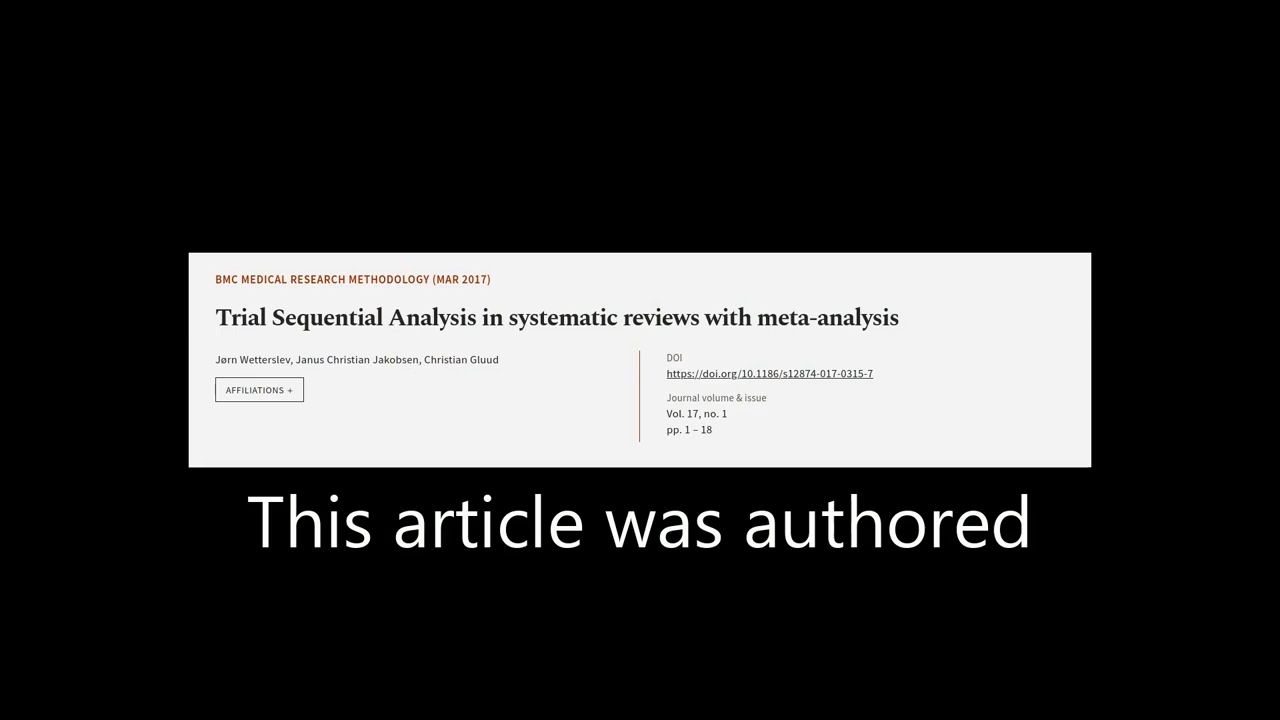 BMC MEDICAL RESEARCH METHODOLOGY (MAR 2017)
Trial Sequential Analysis in systematic reviews with meta-analysis
Jørn Wetterslev, Janus Christian Jakobsen, Christian Gluud
AFFILIATIONS +
DOI
https://doi.org/10.1186/s12874-017-0315-7
Journal volume & issue
Vol. 17, no. 1
pp. 1 – 18
This article was authored